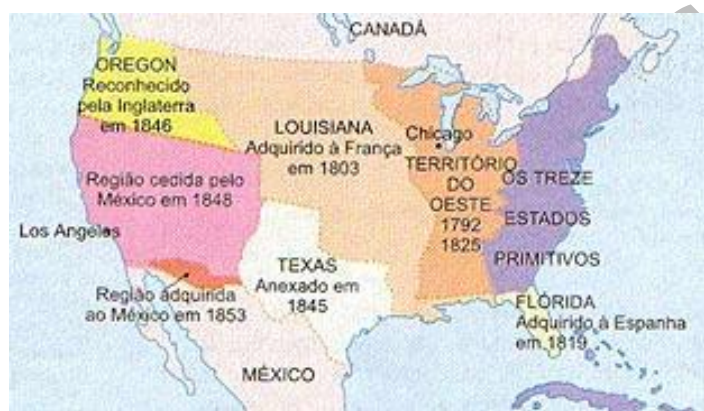 CANADÁ
OREGON
Reconhecido
pela Inglaterra
em 1846
LOUISIANA
Adquirido à França
em 1803
Chicago
TERRITÓRIO
DO
OESTE
1792
1825
OS TREZE
ESTADOS
PRIMITIVOS
Região cedida pelo
México em 1848
Los Angeles
TEXAS
Anexado em
1845
Região adquirida
ao México em 1853
FLÓRIDA
Adquirido à Espanha
em 1819
MÉXICO